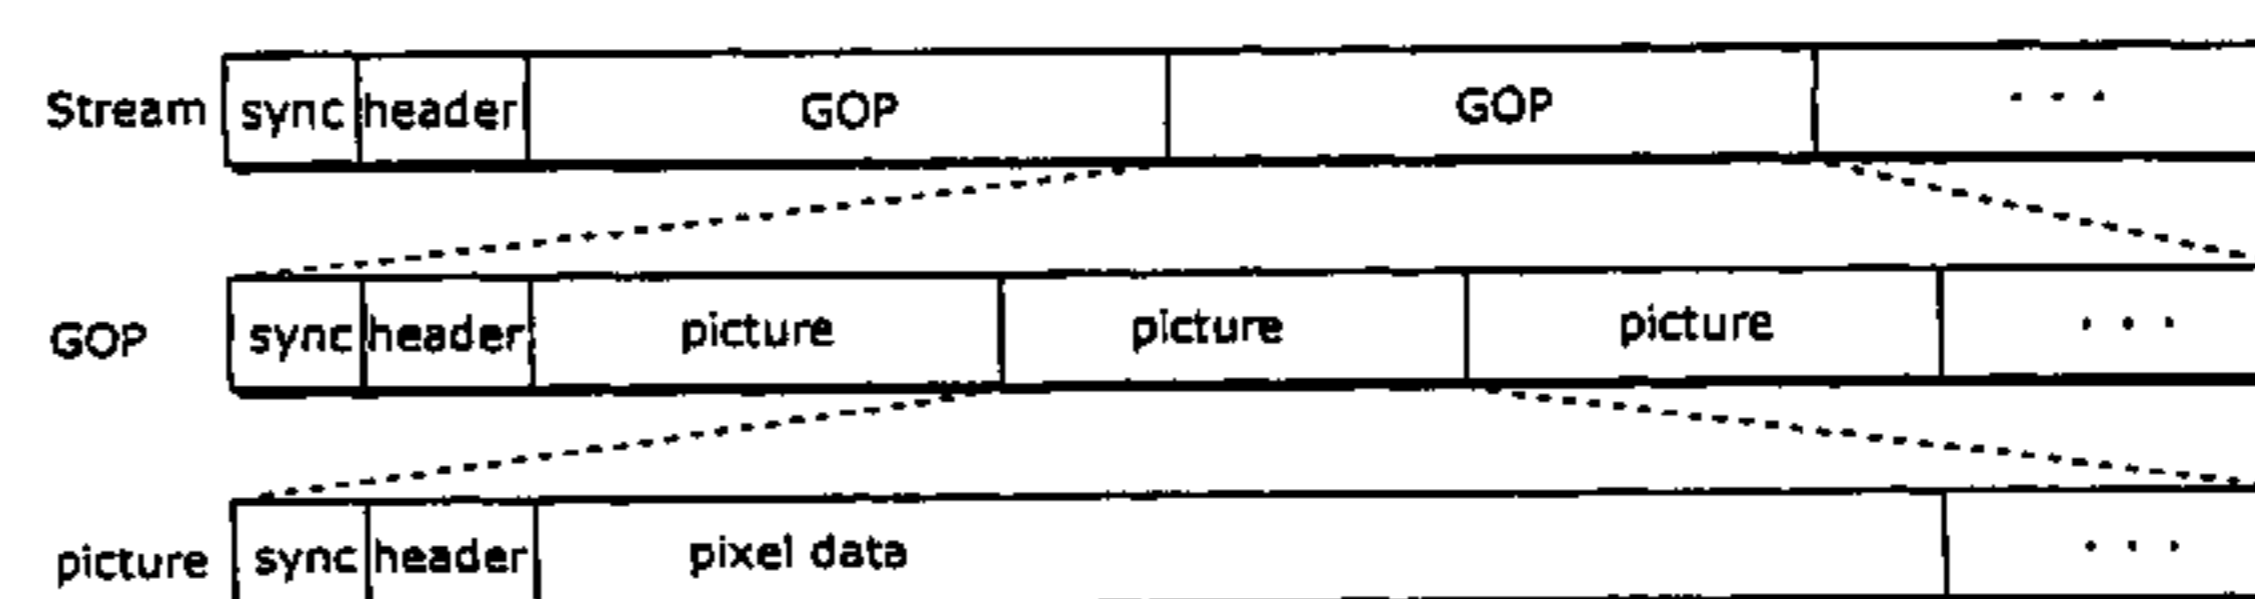 Stream sync header GOP GOP ...
GOP sync header picture picture picture ...
picture sync header pixel data ...